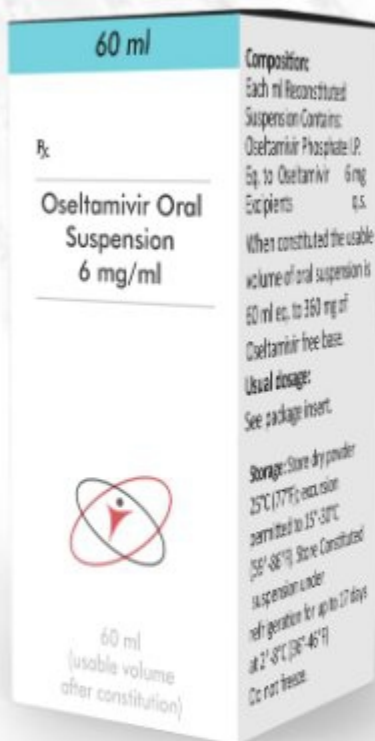 60 ml
Rx
Oseltamivir Oral
Suspension
6 mg/ml
60 ml
(usable volume
after constitution)
Composition:
Each ml Reconstituted
Suspension Contains:
Oseltamivir Phosphate I.P.
Eq. to Oseltamivir 6mg
Excipients q.s.
When constituted the usable
volume of oral suspension is
60 ml eq. to 360 mg of
Oseltamivir free base.
Usual dosage:
See package insert.
Storage: Store dry powder
25°C (77°F); excursion
permitted to 15°-30°C
(59°-86°F). Store Constituted
suspension under
refrigeration for up to 17 days
at 2°-8°C (36°-46°F)
Do not freeze.